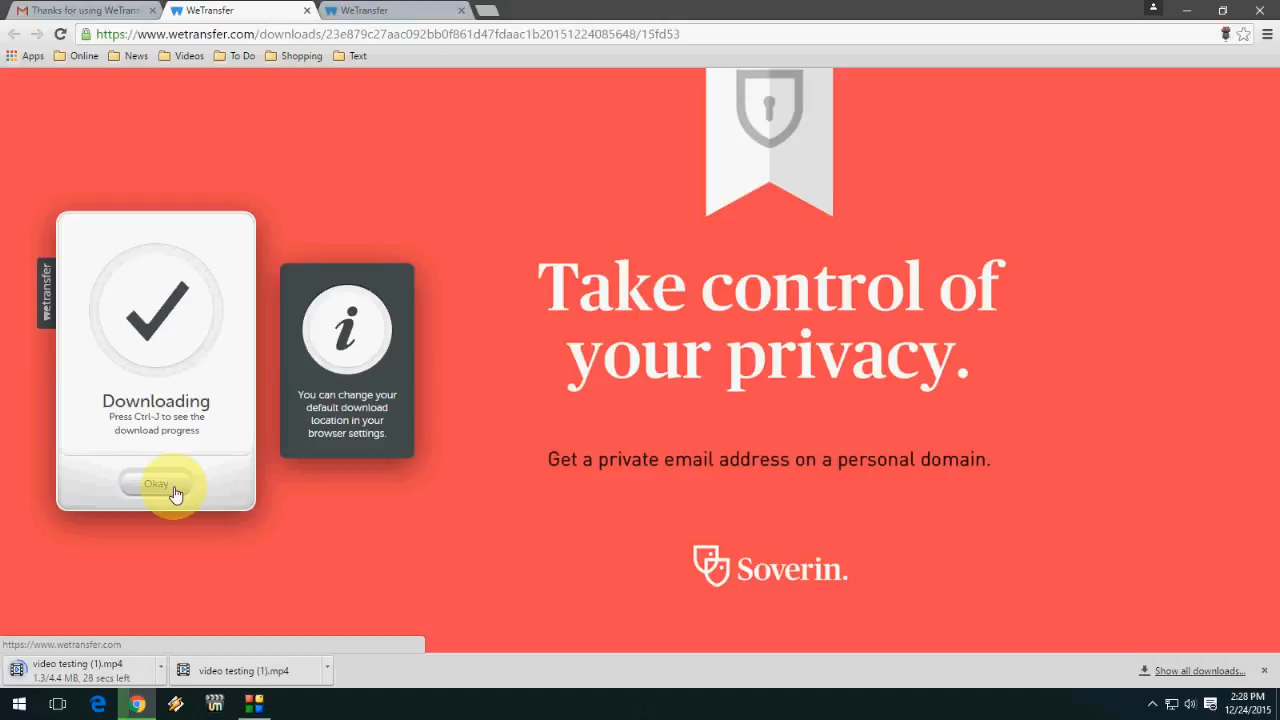 Thanks for using WeTrans
WeTransfer
WeTransfer
https://www.wetransfer.com/downloads/23e879c27aac092bb0f861d47fdaac1b20151224085648/15fd53
Apps
Online
News
Videos
To Do
Shopping
Text
wetransfer
Downloading
Press Ctrl-J to see the
download progress
Okay
i
You can change your
default download
location in your
browser settings.
Take control of
your privacy.
Get a private email address on a personal domain.
Soverin.
https://www.wetransfer.com
video testing (1).mp4
1.3/4.4 MB, 28 secs left
video testing (1).mp4
Show all downloads...
2:28 PM
12/24/2015